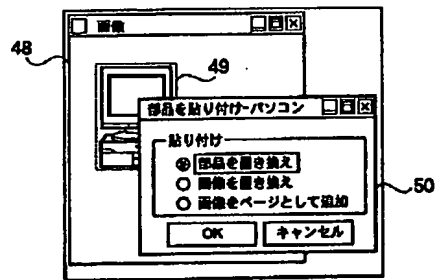 画像
48
49
部品を貼り付け-パソコン
貼り付け
部品を置き換え
画像を置き換え
画像をページとして追加
50
OK キャンセル